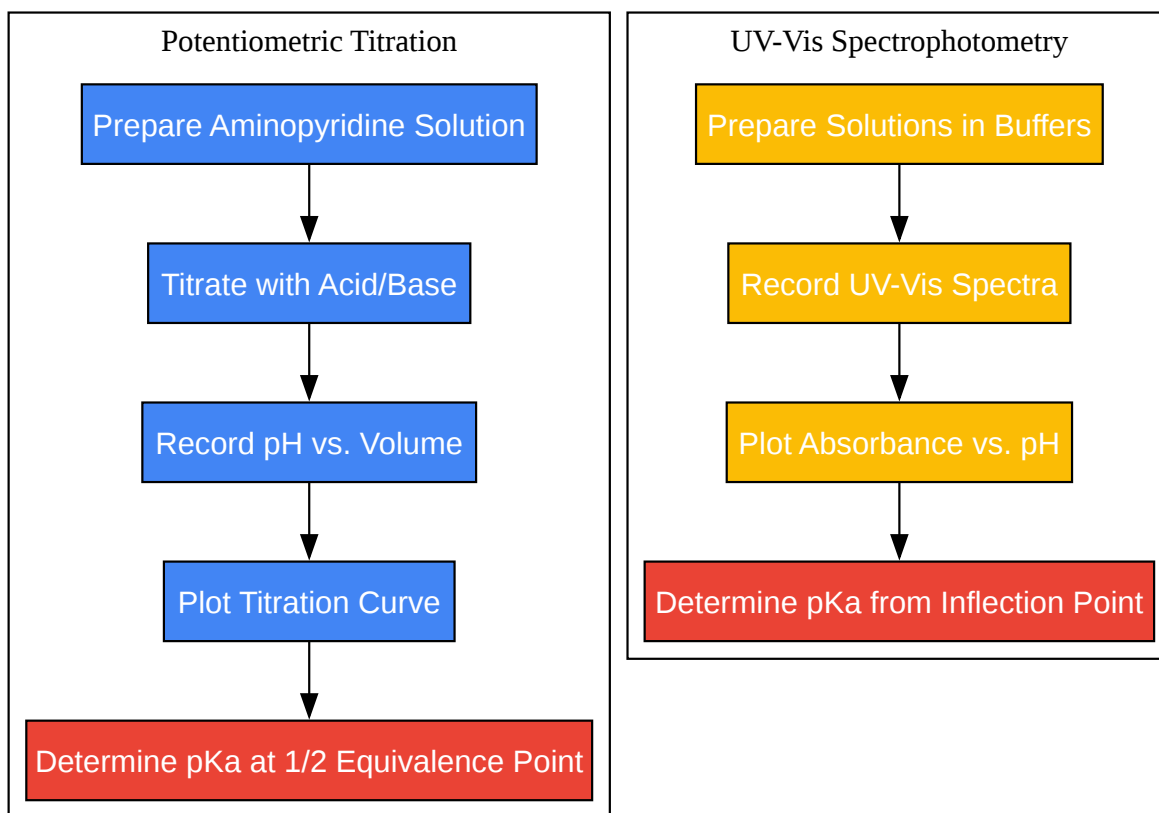 Potentiometric Titration
Prepare Aminopyridine Solution
Titrate with Acid/Base
Record pH vs. Volume
Plot Titration Curve
Determine pKa at 1/2 Equivalence Point
UV-Vis Spectrophotometry
Prepare Solutions in Buffers
Record UV-Vis Spectra
Plot Absorbance vs. pH
Determine pKa from Inflection Point